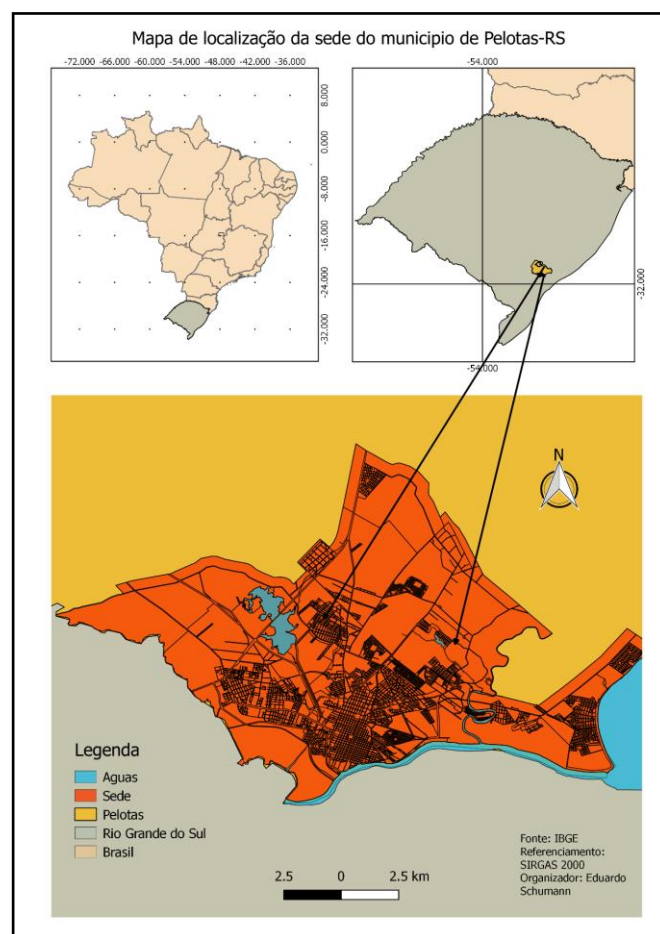 Mapa de localização da sede do municipio de Pelotas-RS
-72.000 -66.000 -60.000 -54.000 -48.000 -42.000 -36.000
8.000
0.000
-8.000
-16.000
-24.000
-32.000
-54.000
-32.000
-54.000
N
Legenda
Aguas
Sede
Pelotas
Rio Grande do Sul
Brasil
2.5 0 2.5 km
Fonte: IBGE
Referenciamento:
SIRGAS 2000
Organizador: Eduardo
Schumann